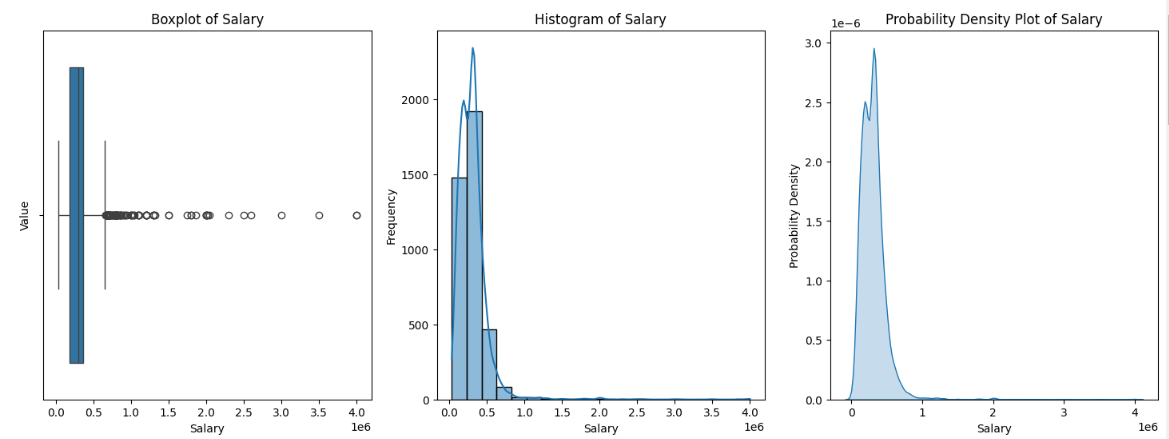 Boxplot of Salary
Value
0.0 0.5 1.0 1.5 2.0 2.5 3.0 3.5 4.0
1e6
Salary
Histogram of Salary
Frequency
2000
1500
1000
500
0
0.0 0.5 1.0 1.5 2.0 2.5 3.0 3.5 4.0
1e6
Salary
Probability Density Plot of Salary
1e−6
Probability Density
3.0
2.5
2.0
1.5
1.0
0.5
0.0
0 1 2 3 4
1e6
Salary